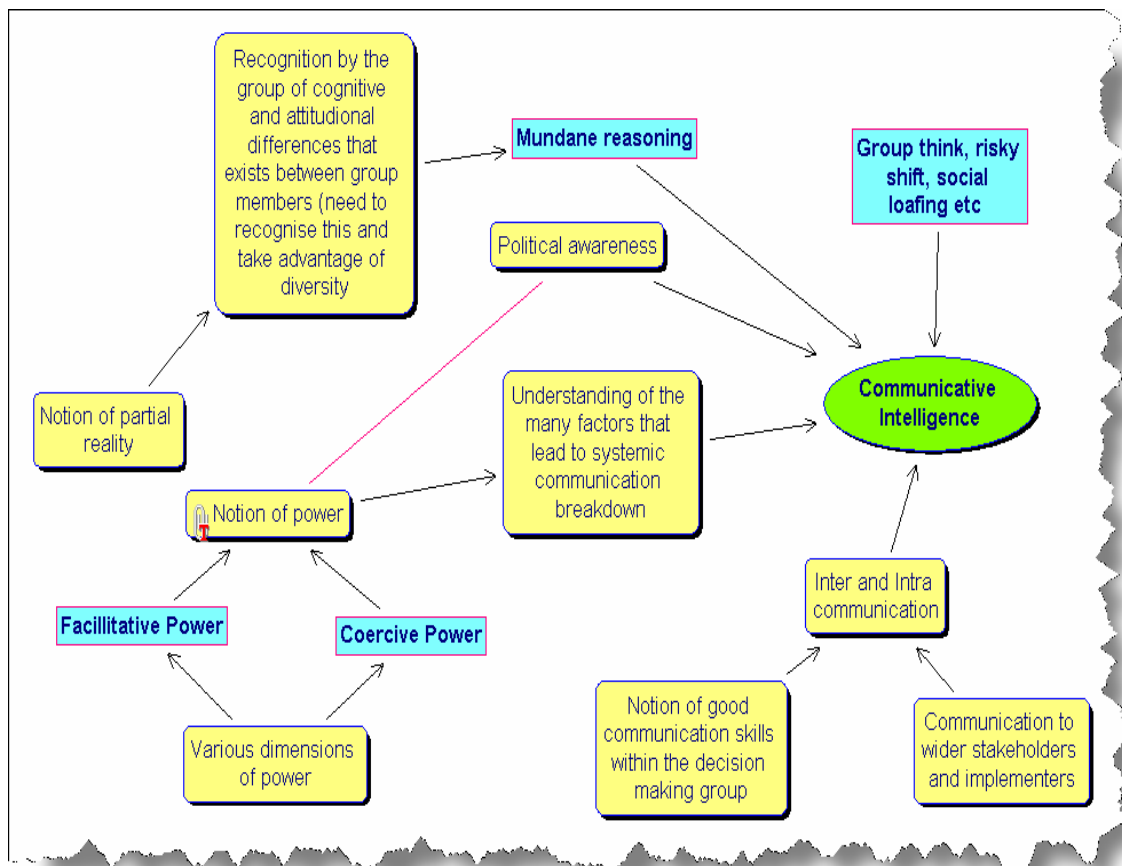 Recognition by the
group of cognitive
and attitudional
differences that
exists between group
members (need to
recognise this and
take advantage of
diversity
Mundane reasoning
Group think, risky
shift, social
loafing etc
Political awareness
Notion of partial
reality
Understanding of the
many factors that
lead to systemic
communication
breakdown
Communicative
Intelligence
T
Notion of power
Inter and Intra
communication
Facillitative Power
Coercive Power
Notion of good
communication skills
within the decision
making group
Communication to
wider stakeholders
and implementers
Various dimensions
of power